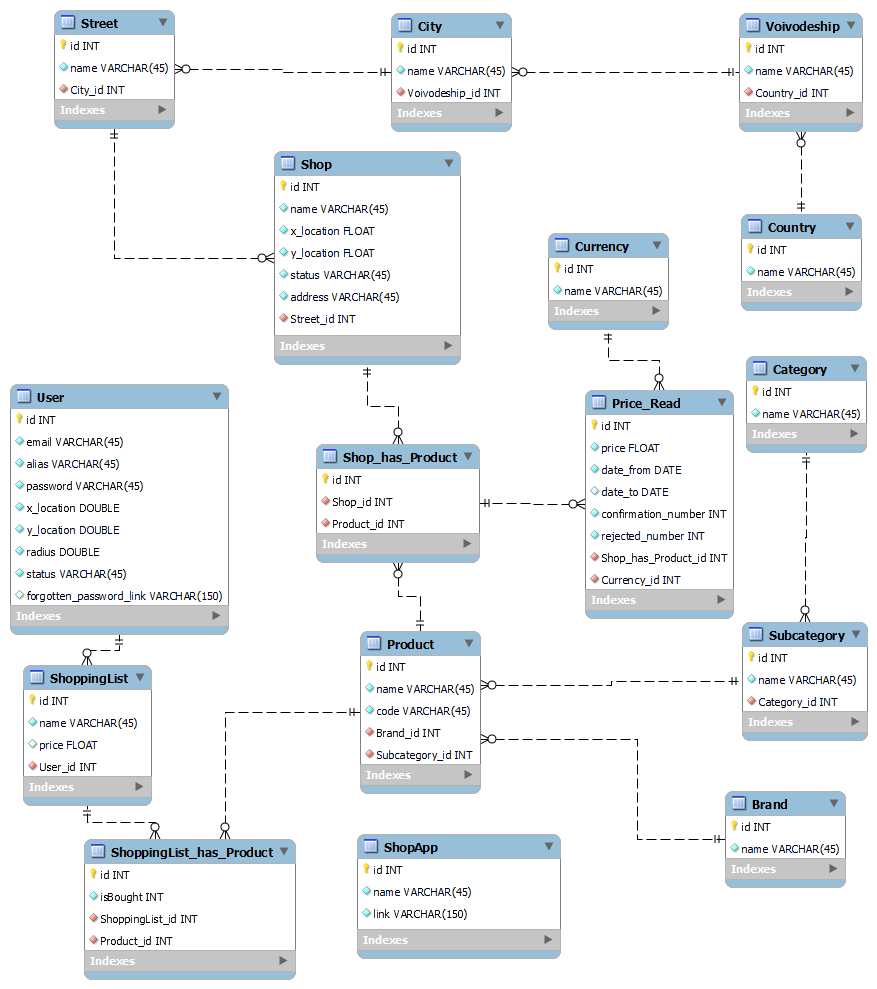 Street
id INT
name VARCHAR(45)
City_id INT
Indexes
City
id INT
name VARCHAR(45)
Voivodeship_id INT
Indexes
Voivodeship
id INT
name VARCHAR(45)
Country_id INT
Indexes
Shop
id INT
name VARCHAR(45)
x_location FLOAT
y_location FLOAT
status VARCHAR(45)
address VARCHAR(45)
Street_id INT
Indexes
Country
id INT
name VARCHAR(45)
Indexes
Currency
id INT
name VARCHAR(45)
Indexes
Category
id INT
name VARCHAR(45)
Indexes
User
id INT
email VARCHAR(45)
alias VARCHAR(45)
password VARCHAR(45)
x_location DOUBLE
y_location DOUBLE
radius DOUBLE
status VARCHAR(45)
forgotten_password_link VARCHAR(150)
Indexes
Shop_has_Product
id INT
Shop_id INT
Product_id INT
Indexes
Price_Read
id INT
price FLOAT
date_from DATE
date_to DATE
confirmation_number INT
rejected_number INT
Shop_has_Product_id INT
Currency_id INT
Indexes
Subcategory
id INT
name VARCHAR(45)
Category_id INT
Indexes
Product
id INT
name VARCHAR(45)
code VARCHAR(45)
Brand_id INT
Subcategory_id INT
Indexes
ShoppingList
id INT
name VARCHAR(45)
price FLOAT
User_id INT
Indexes
Brand
id INT
name VARCHAR(45)
Indexes
ShoppingList_has_Product
id INT
isBought INT
ShoppingList_id INT
Product_id INT
Indexes
ShopApp
id INT
name VARCHAR(45)
link VARCHAR(150)
Indexes